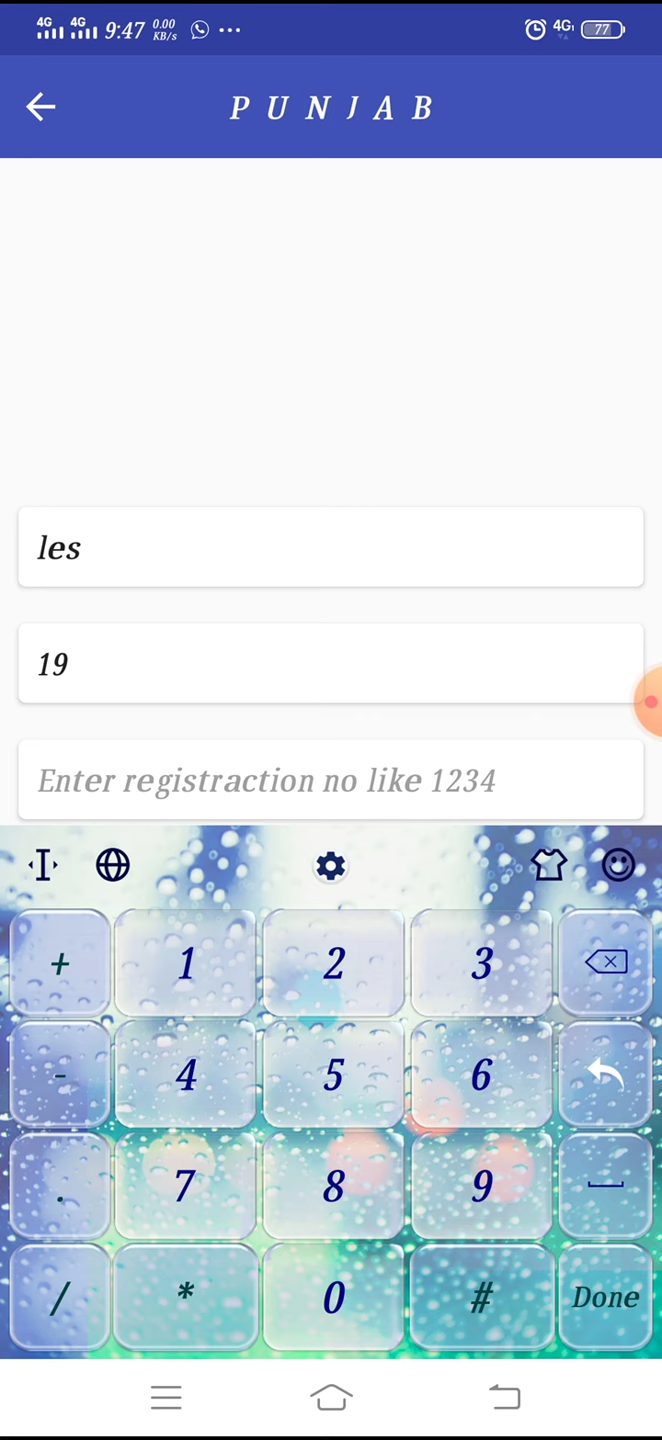 4G 4G 9:47 0.00 KB/s ... 4G 77
PUNJAB
les
19
Enter registraction no like 1234
+ 1 2 3
- 4 5 6
. 7 8 9
/ * 0 # Done